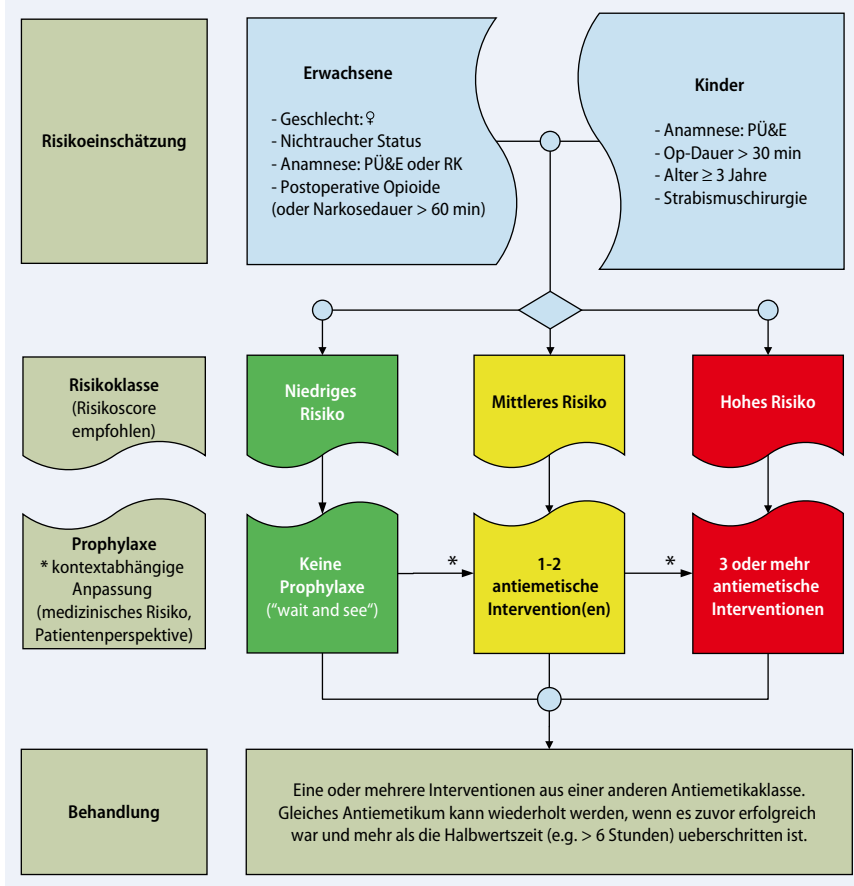 Risikoeinschätzung
Erwachsene
- Geschlecht: ♀
- Nichtraucher Status
- Anamnese: PÜ&E oder RK
- Postoperative Opioide
(oder Narkosedauer > 60 min)
Kinder
- Anamnese: PÜ&E
- Op-Dauer > 30 min
- Alter ≥ 3 Jahre
- Strabismuschirurgie
Risikoklasse
(Risikoscore
empfohlen)
Niedriges
Risiko
Mittleres Risiko
Hohes Risiko
Prophylaxe
* kontextabhängige
Anpassung
(medizinisches Risiko,
Patientenperspektive)
Keine
Prophylaxe
("wait and see“)
*
1-2
antiemetische
Intervention(en)
*
3 oder mehr
antiemetische
Interventionen
Behandlung
Eine oder mehrere Interventionen aus einer anderen Antiemetikaklasse.
Gleiches Antiemetikum kann wiederholt werden, wenn es zuvor erfolgreich
war und mehr als die Halbwertszeit (e.g. > 6 Stunden) ueberschritten ist.